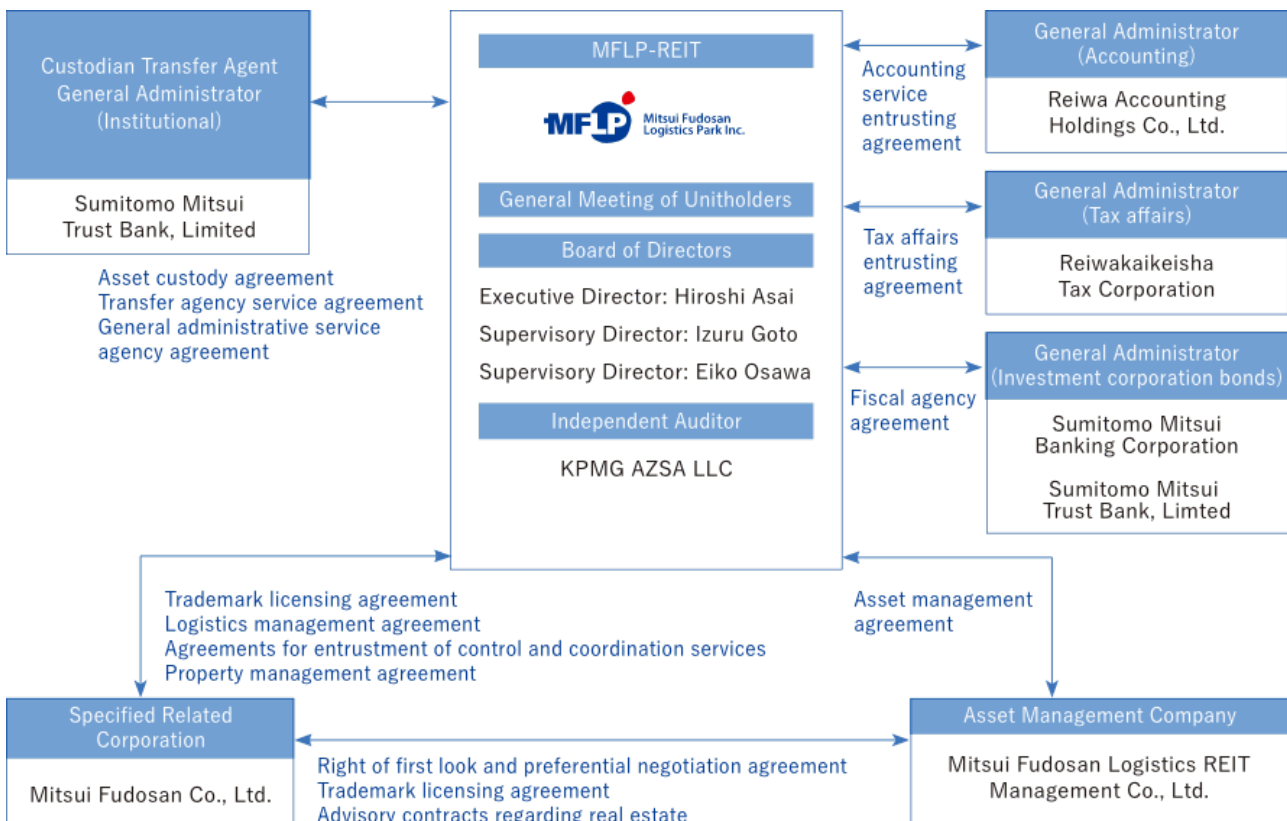 Custodian Transfer Agent
General Administrator
(Institutional)
Sumitomo Mitsui
Trust Bank, Limited
Asset custody agreement
Transfer agency service agreement
General administrative service
agency agreement
MFLP-REIT
MFLP
Mitsui Fudosan
Logistics Park Inc.
General Meeting of Unitholders
Board of Directors
Executive Director: Hiroshi Asai
Supervisory Director: Izuru Goto
Supervisory Director: Eiko Osawa
Independent Auditor
KPMG AZSA LLC
General Administrator
(Accounting)
Reiwa Accounting
Holdings Co., Ltd.
Accounting
service
entrusting
agreement
General Administrator
(Tax affairs)
Reiwakaikeisha
Tax Corporation
Tax affairs
entrusting
agreement
General Administrator
(Investment corporation bonds)
Sumitomo Mitsui
Banking Corporation
Sumitomo Mitsui
Trust Bank, Limted
Fiscal agency
agreement
Trademark licensing agreement
Logistics management agreement
Agreements for entrustment of control and coordination services
Property management agreement
Asset management
agreement
Specified Related
Corporation
Mitsui Fudosan Co., Ltd.
Right of first look and preferential negotiation agreement
Trademark licensing agreement
Advisory contracts regarding real estate
Asset Management Company
Mitsui Fudosan Logistics REIT
Management Co., Ltd.